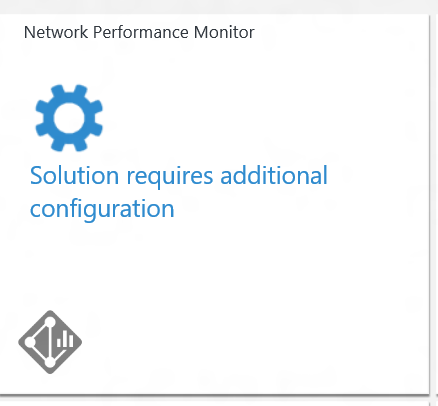 Network Performance Monitor
Solution requires additional
configuration